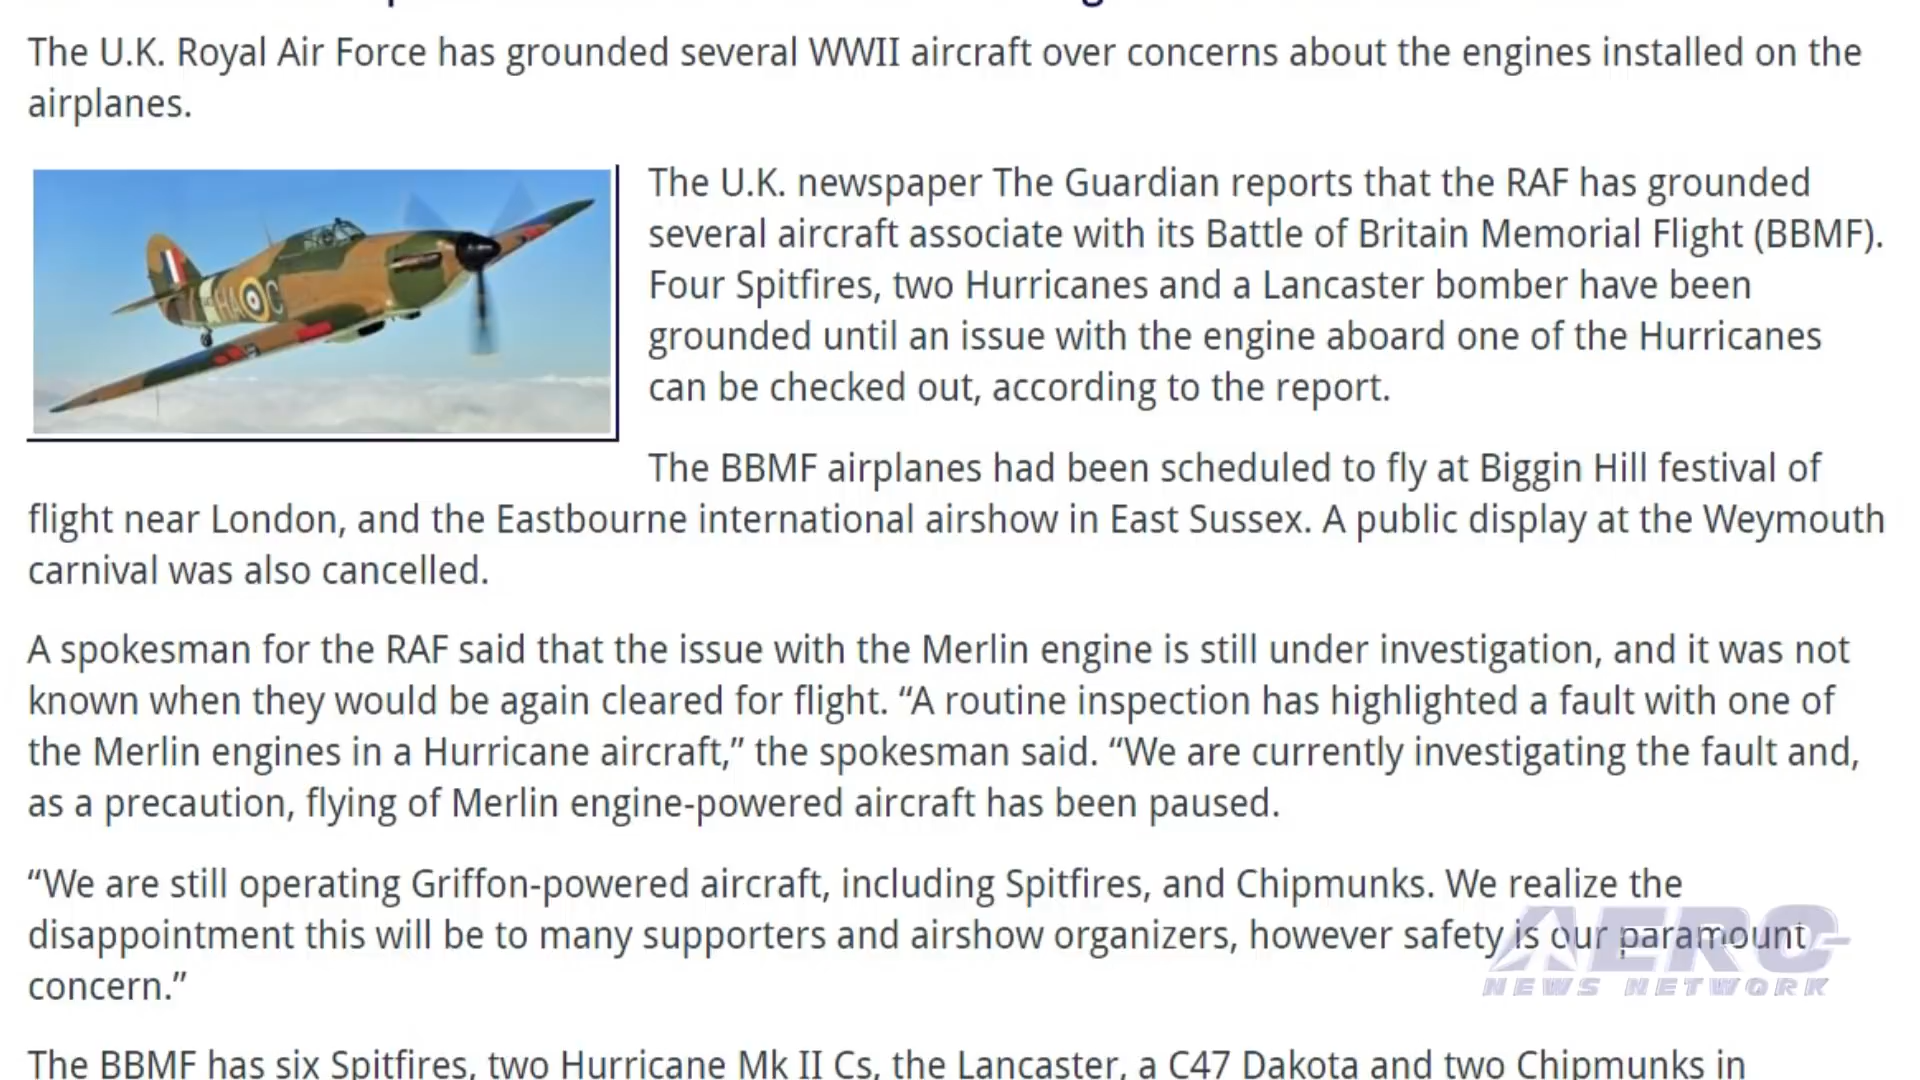 The U.K. Royal Air Force has grounded several WWII aircraft over concerns about the engines installed on the
airplanes.
The U.K. newspaper The Guardian reports that the RAF has grounded
several aircraft associate with its Battle of Britain Memorial Flight (BBMF).
Four Spitfires, two Hurricanes and a Lancaster bomber have been
grounded until an issue with the engine aboard one of the Hurricanes
can be checked out, according to the report.
The BBMF airplanes had been scheduled to fly at Biggin Hill festival of
flight near London, and the Eastbourne international airshow in East Sussex. A public display at the Weymouth
carnival was also cancelled.
A spokesman for the RAF said that the issue with the Merlin engine is still under investigation, and it was not
known when they would be again cleared for flight. “A routine inspection has highlighted a fault with one of
the Merlin engines in a Hurricane aircraft,” the spokesman said. “We are currently investigating the fault and,
as a precaution, flying of Merlin engine-powered aircraft has been paused.
“We are still operating Griffon-powered aircraft, including Spitfires, and Chipmunks. We realize the
disappointment this will be to many supporters and airshow organizers, however safety is our paramount
concern.”
The BBMF has six Spitfires, two Hurricane Mk II Cs, the Lancaster, a C47 Dakota and two Chipmunks in
AERO
NEWS NETWORK